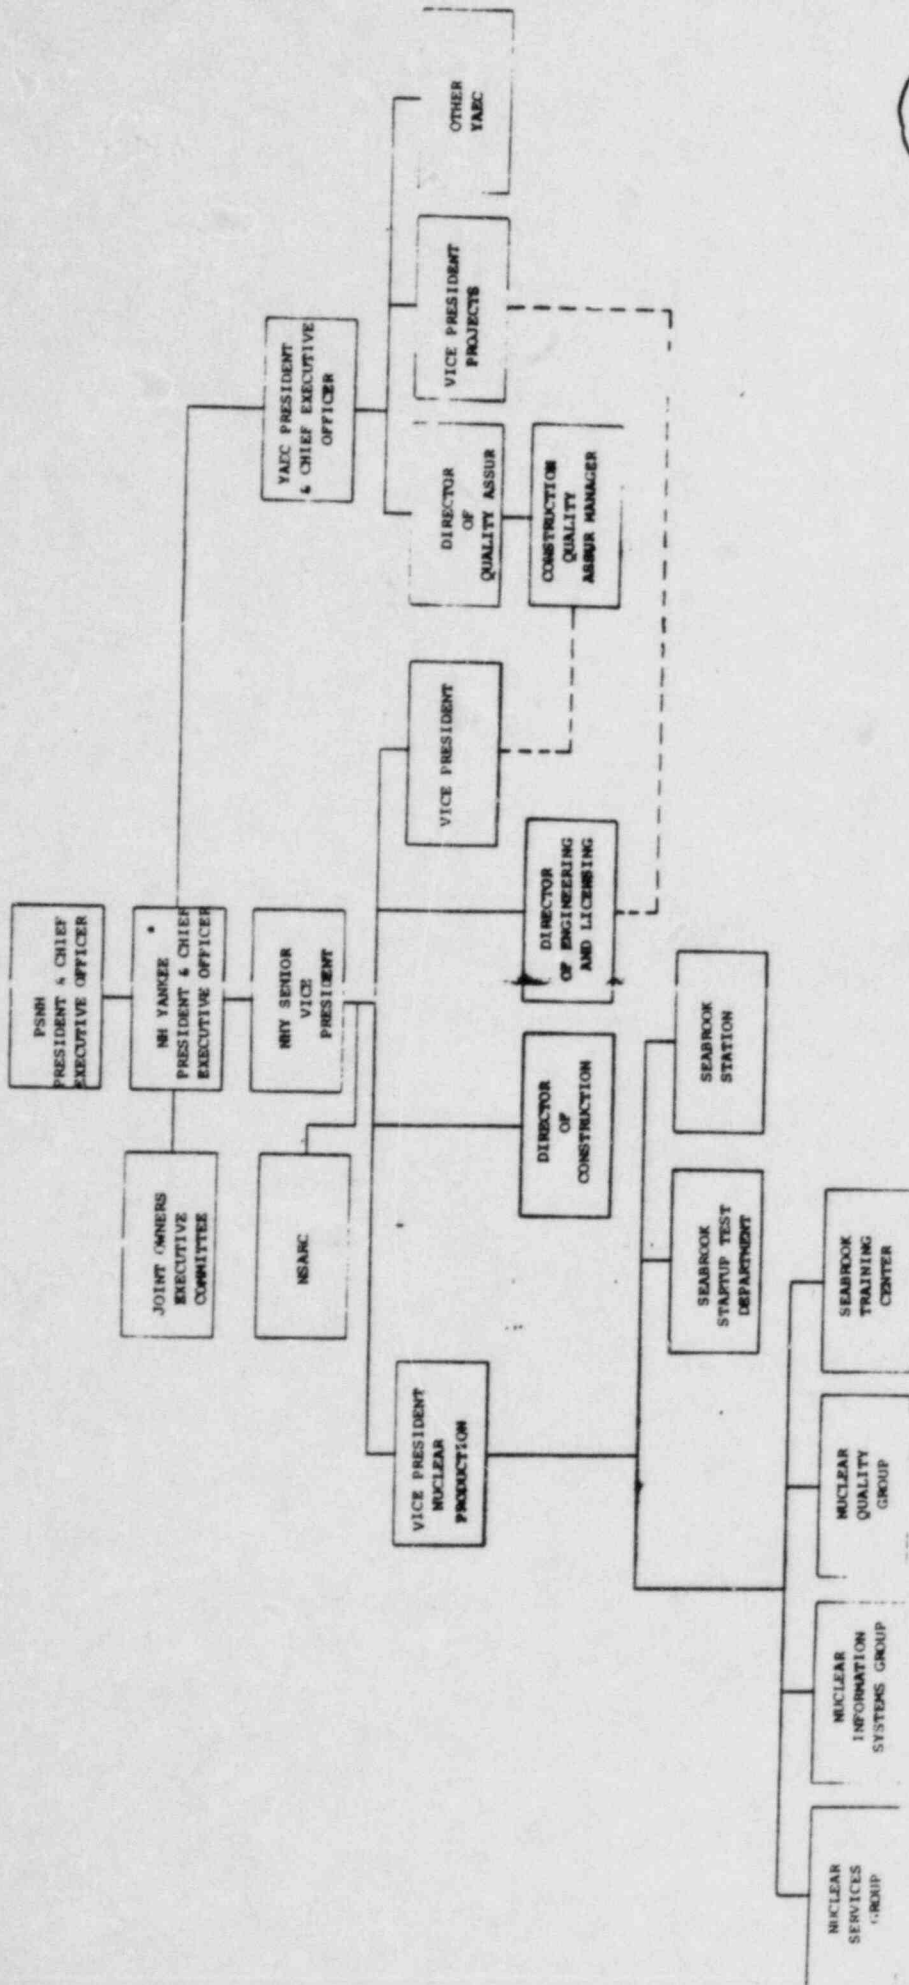 PSNH
PRESIDENT & CHIEF
EXECUTIVE OFFICER
JOINT OWNERS
EXECUTIVE
COMMITTEE
NH YANKEE *
PRESIDENT & CHIEF
EXECUTIVE OFFICER
NSARC
NHY SENIOR
VICE
PRESIDENT
YAEC PRESIDENT
& CHIEF EXECUTIVE
OFFICER
VICE PRESIDENT
NUCLEAR
PRODUCTION
DIRECTOR
OF
CONSTRUCTION
DIRECTOR
OF ENGINEERING
AND LICENSING
VICE PRESIDENT
DIRECTOR
OF
QUALITY ASSUR
VICE PRESIDENT
PROJECTS
OTHER
YAEC
CONSTRUCTION
QUALITY
ASSUR MANAGER
SEABROOK
STARTUP TEST
DEPARTMENT
SEABROOK
STATION
NUCLEAR
SERVICES
GROUP
NUCLEAR
INFORMATION
SYSTEMS GROUP
NUCLEAR
QUALITY
GROUP
SEABROOK
TRAINING
CENTER